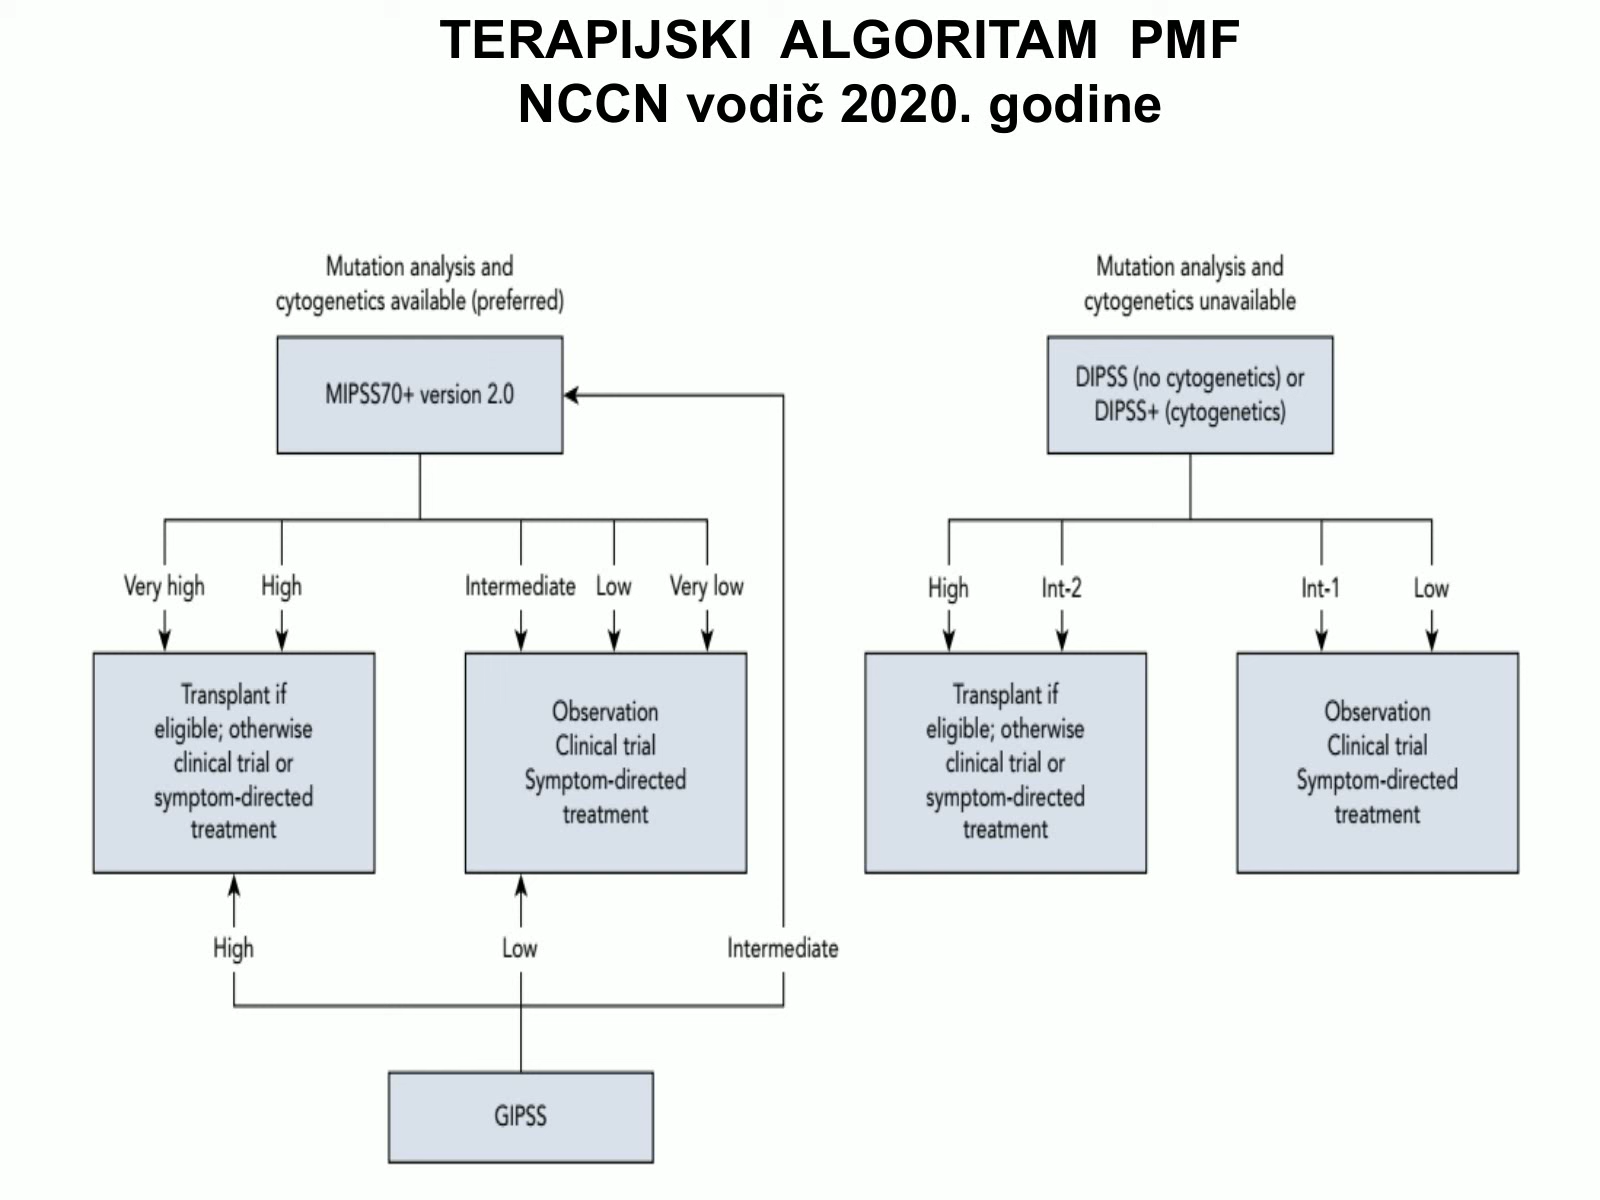 TERAPIJSKI ALGORITAM PMF
NCCN vodič 2020. godine
Mutation analysis and
cytogenetics available (preferred)
MIPSS70+ version 2.0
Very high
High
Intermediate
Low
Very low
Transplant if
eligible; otherwise
clinical trial or
symptom-directed
treatment
Observation
Clinical trial
Symptom-directed
treatment
High
Low
Intermediate
GIPSS
Mutation analysis and
cytogenetics unavailable
DIPSS (no cytogenetics) or
DIPSS+ (cytogenetics)
High
Int-2
Int-1
Low
Transplant if
eligible; otherwise
clinical trial or
symptom-directed
treatment
Observation
Clinical trial
Symptom-directed
treatment